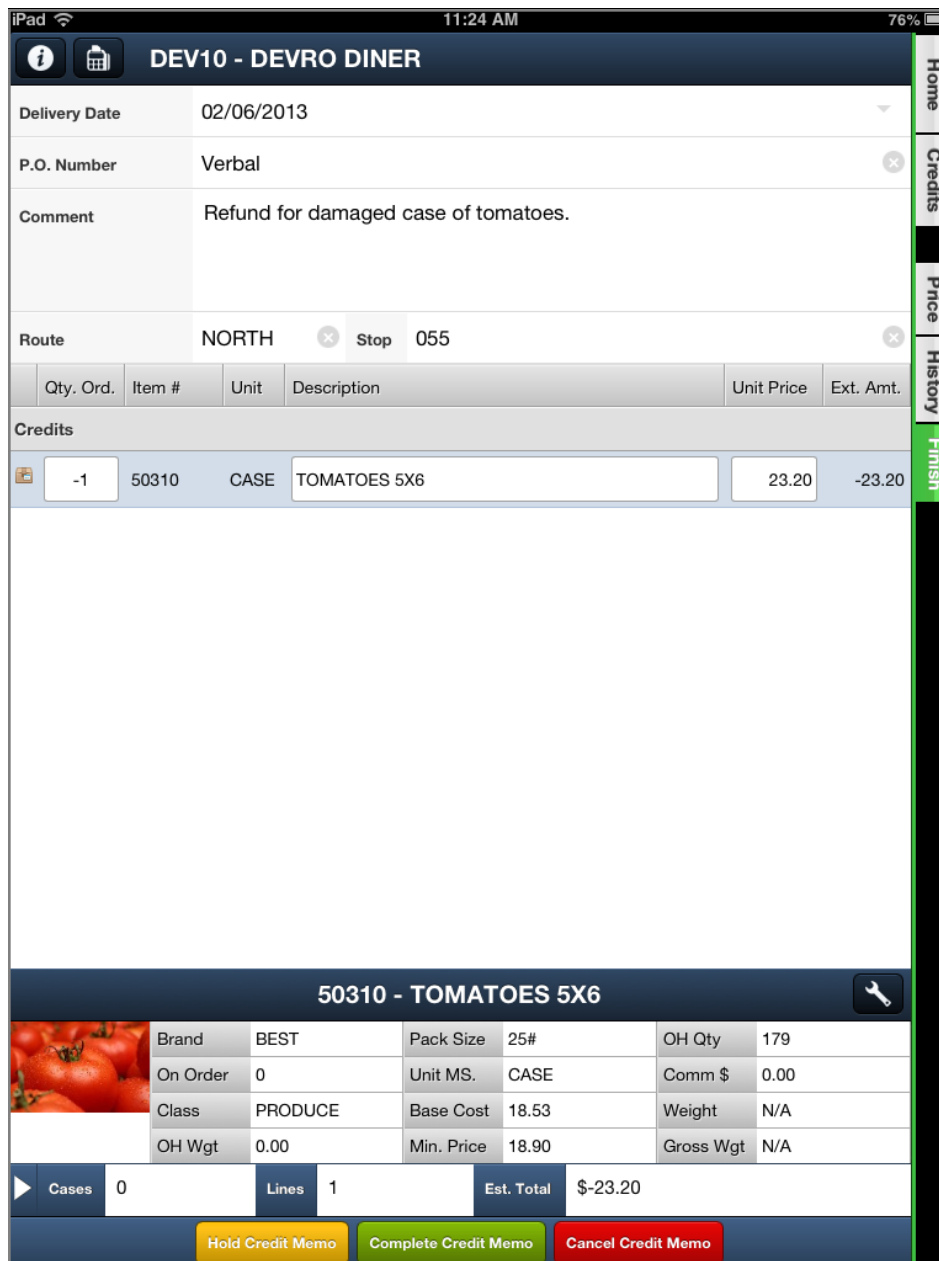 iPad 11:24 AM 76%
DEV10 - DEVRO DINER
Delivery Date 02/06/2013
P.O. Number Verbal
Comment Refund for damaged case of tomatoes.
Route NORTH Stop 055
Qty. Ord. Item # Unit Description Unit Price Ext. Amt.
Credits
-1 50310 CASE TOMATOES 5X6 23.20 -23.20
50310 - TOMATOES 5X6
Brand BEST Pack Size 25# OH Qty 179
On Order 0 Unit MS. CASE Comm $ 0.00
Class PRODUCE Base Cost 18.53 Weight N/A
OH Wgt 0.00 Min. Price 18.90 Gross Wgt N/A
Cases 0 Lines 1 Est. Total $-23.20
Hold Credit Memo Complete Credit Memo Cancel Credit Memo
Home
Credits
Price
History
Finish